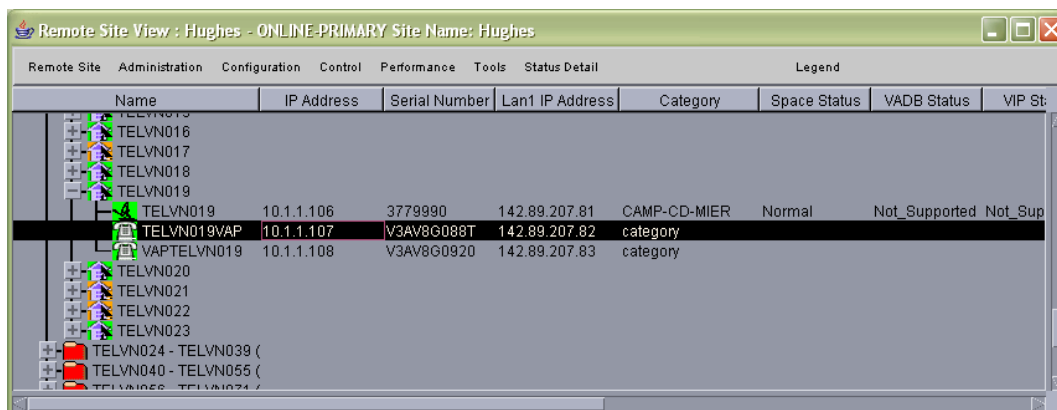 Remote Site View : Hughes - ONLINE-PRIMARY Site Name: Hughes
Remote Site Administration Configuration Control Performance Tools Status Detail Legend
Name IP Address Serial Number Lan1 IP Address Category Space Status VADB Status VIP
TELVN016
TELVN017
TELVN018
TELVN019
TELVN019 10.1.1.106 3779990 142.89.207.81 CAMP-CD-MIER Normal Not_Supported Not_Sup
TELVN019VAP 10.1.1.107 V3AV8G088T 142.89.207.82 category
VAPTELVN019 10.1.1.108 V3AV8G0920 142.89.207.83 category
TELVN020
TELVN021
TELVN022
TELVN023
TELVN024 - TELVN039 (
TELVN040 - TELVN055 (